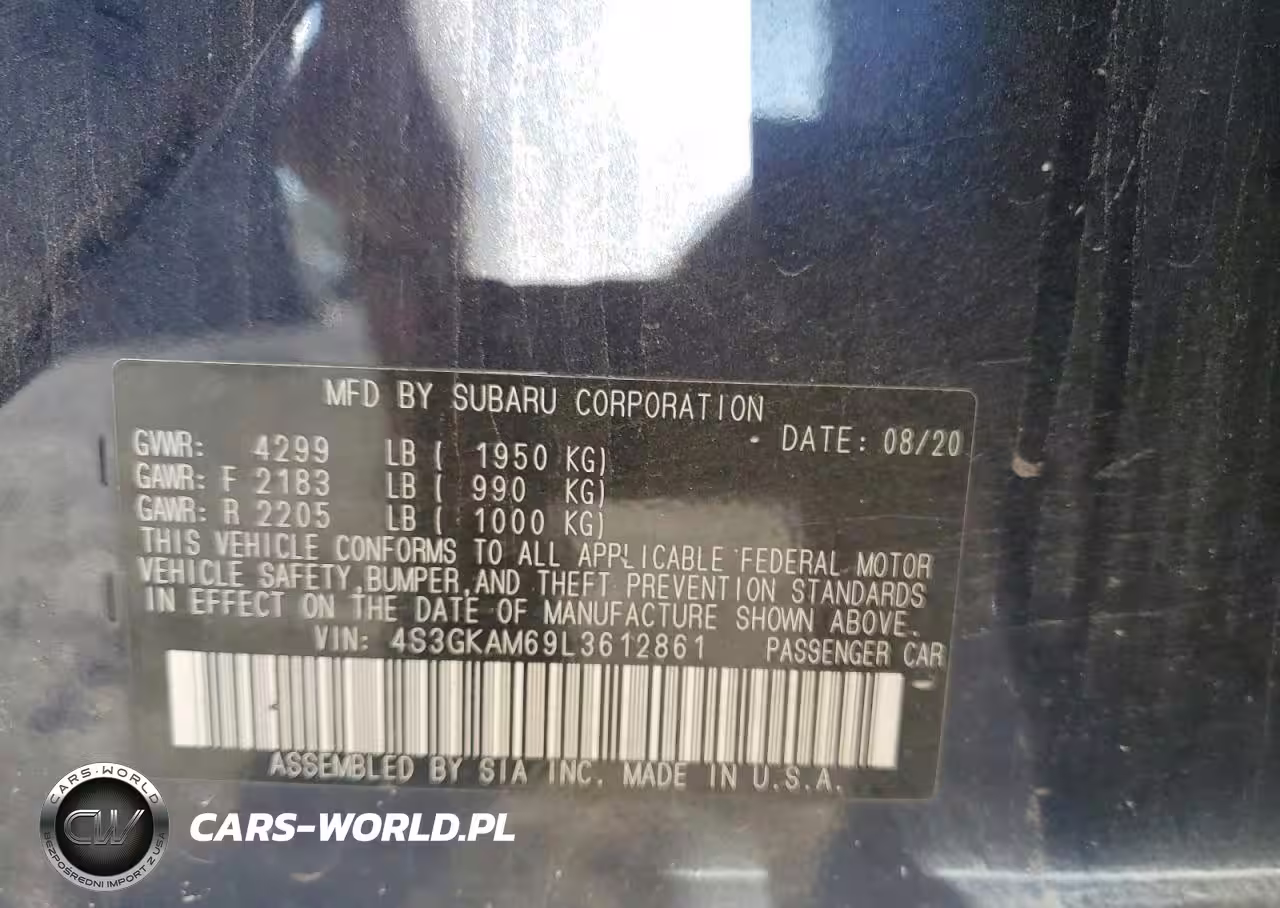 MFD BY SUBARU CORPORATION
DATE: 08/20
GVWR: 4299 LB ( 1950 KG)
GAWR: F 2183 LB ( 990 KG)
GAWR: R 2205 LB ( 1000 KG)
THIS VEHICLE CONFORMS TO ALL APPLICABLE FEDERAL MOTOR
VEHICLE SAFETY,BUMPER,AND THEFT PREVENTION STANDARDS
IN EFFECT ON THE DATE OF MANUFACTURE SHOWN ABOVE.
VIN: 4S3GKAM69L3612861 PASSENGER CAR
ASSEMBLED BY SIA INC. MADE IN U.S.A.
CARS-WORLD
CW
BEZPOŚREDNI IMPORT Z USA
CARS-WORLD.PL